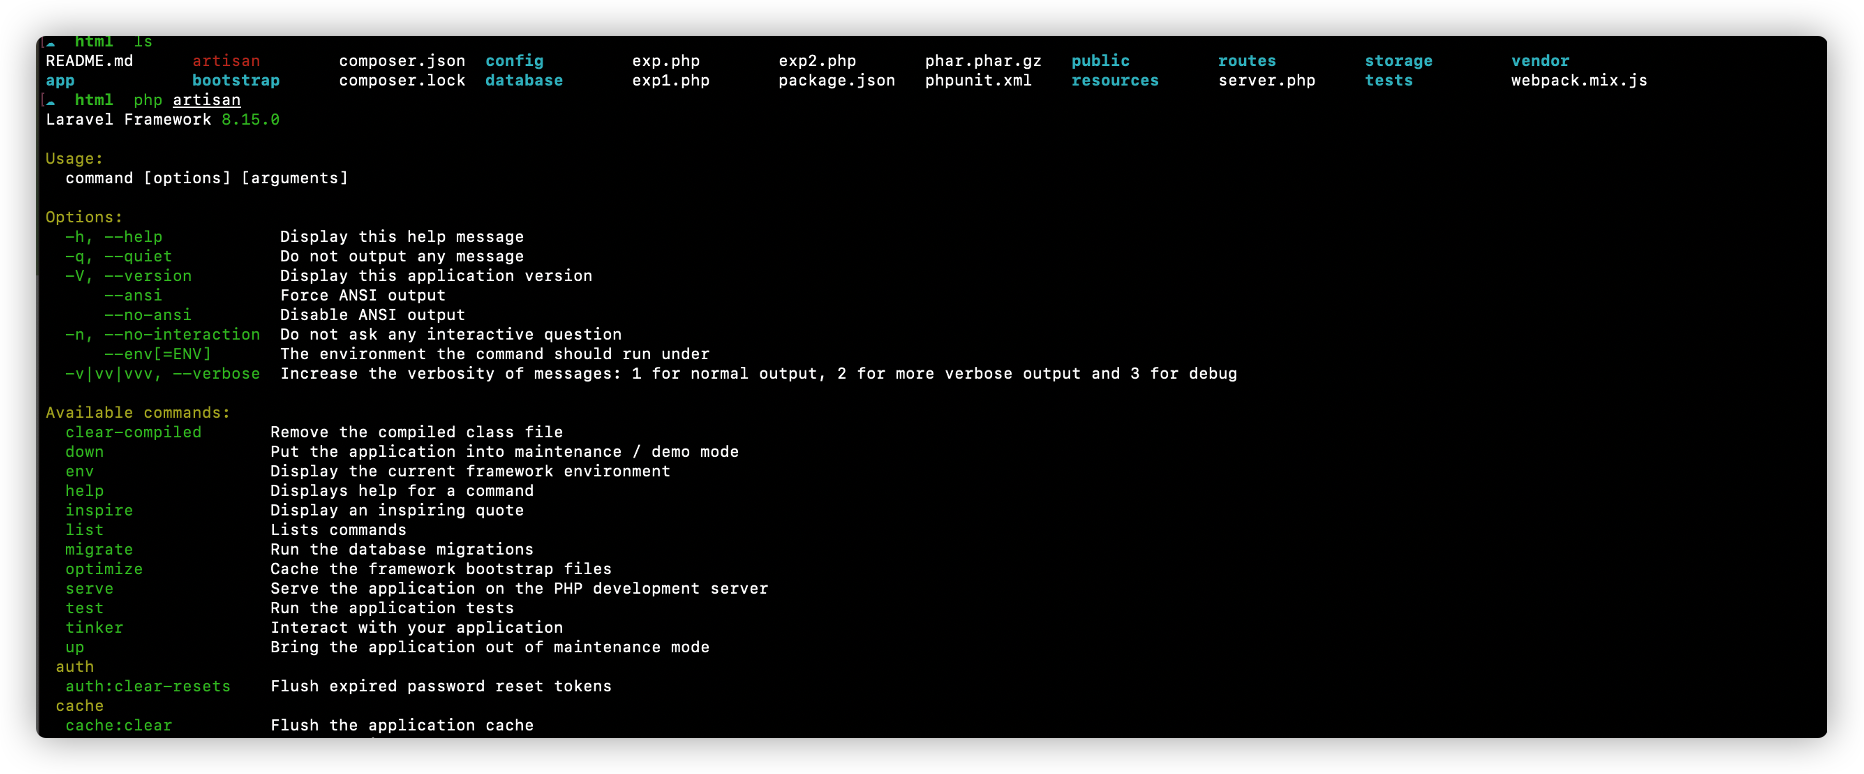 html ls
README.md artisan composer.json config exp.php exp2.php phar.phar.gz public routes storage vendor
app bootstrap composer.lock database exp1.php package.json phpunit.xml resources server.php tests webpack.mix.js
html php artisan
Laravel Framework 8.15.0
Usage:
command [options] [arguments]
Options:
-h, --help Display this help message
-q, --quiet Do not output any message
-V, --version Display this application version
--ansi Force ANSI output
--no-ansi Disable ANSI output
-n, --no-interaction Do not ask any interactive question
--env[=ENV] The environment the command should run under
-v|vv|vvv, --verbose Increase the verbosity of messages: 1 for normal output, 2 for more verbose output and 3 for debug
Available commands:
clear-compiled Remove the compiled class file
down Put the application into maintenance / demo mode
env Display the current framework environment
help Displays help for a command
inspire Display an inspiring quote
list Lists commands
migrate Run the database migrations
optimize Cache the framework bootstrap files
serve Serve the application on the PHP development server
test Run the application tests
tinker Interact with your application
up Bring the application out of maintenance mode
auth
auth:clear-resets Flush expired password reset tokens
cache
cache:clear Flush the application cache